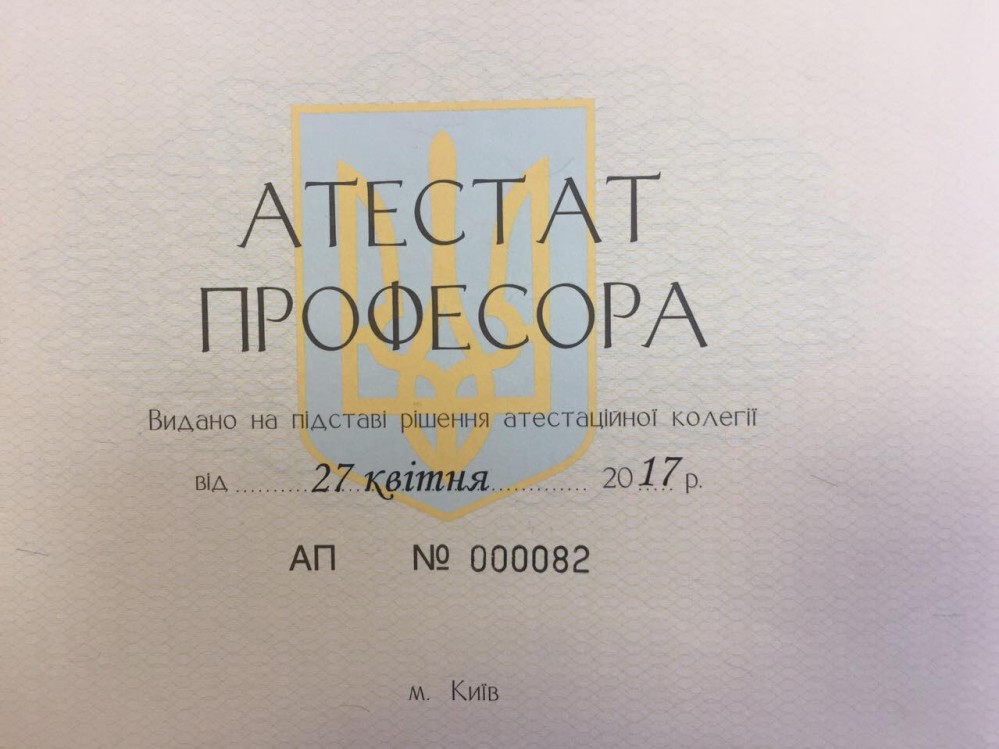 АТЕСТАТ
ПРОФЕСОРА
Видано на підставі рішення атестаційної колегії
від ........... 27 квітня ............. 2017 р.
АП № 000082
м. Київ